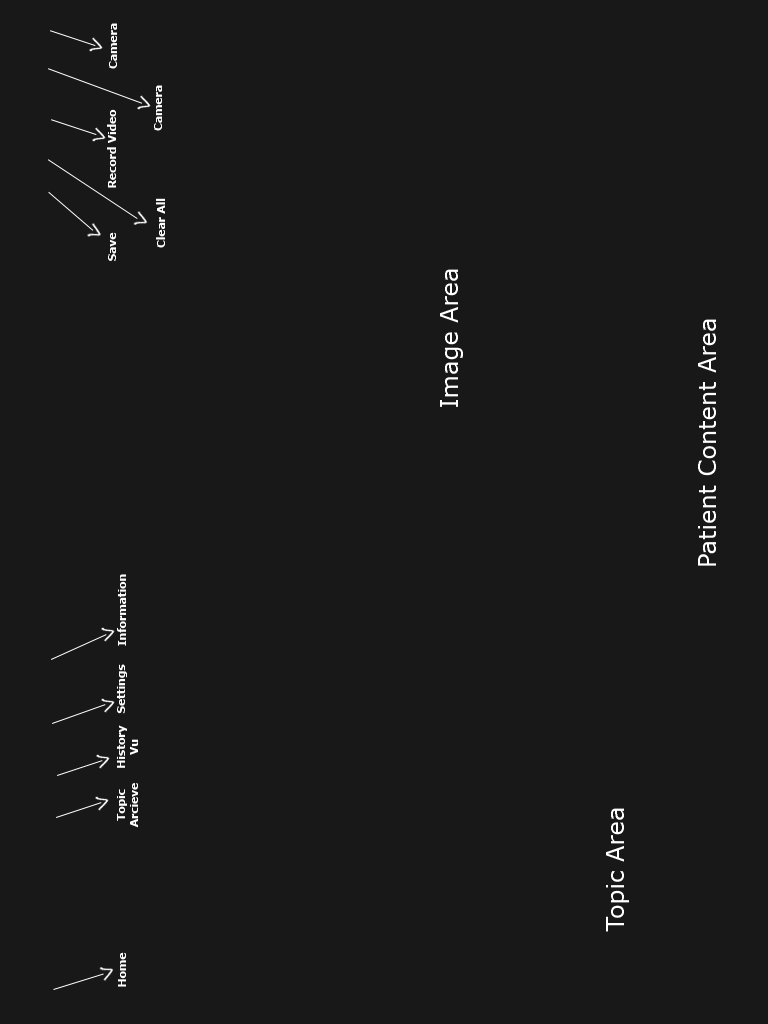 Home
Topic
Arcieve
History
Vu
Settings
Information
Save
Clear All
Record Video
Camera
Camera
Image Area
Topic Area
Patient Content Area